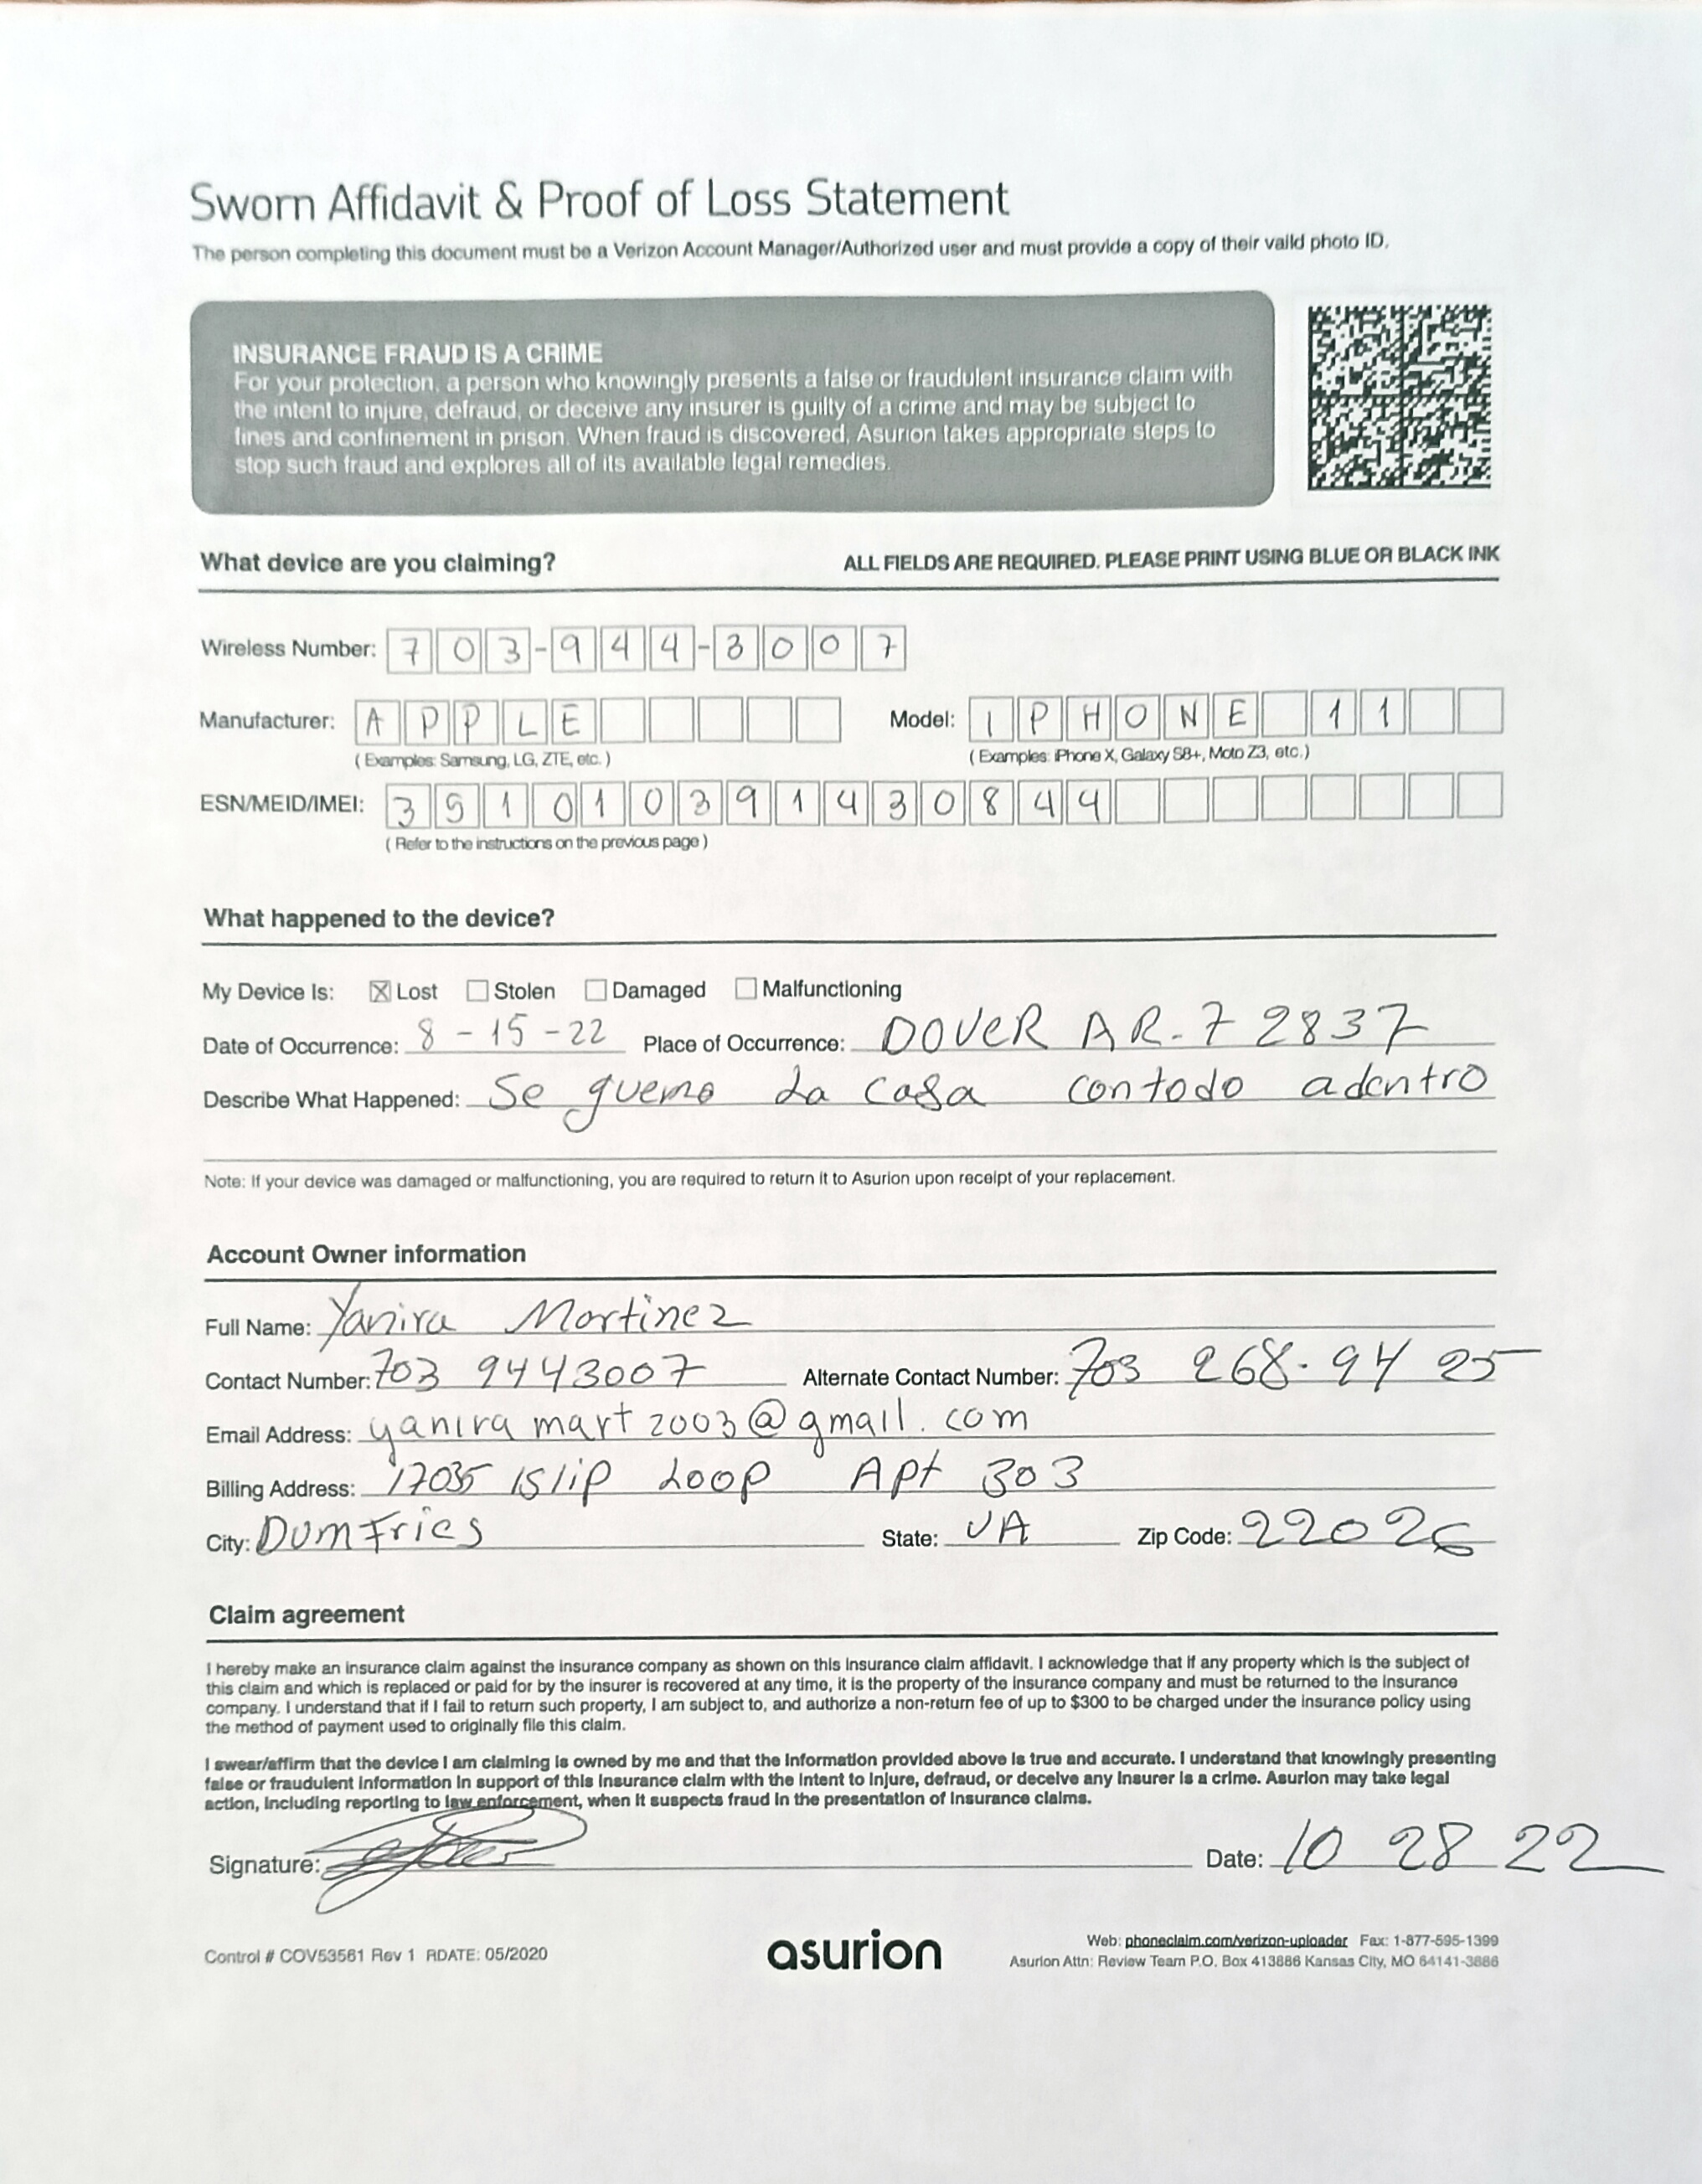 Sworn Affidavit & Proof of Loss Statement
The person completing this document must be a Verizon Account Manager/Authorized user and must provide a copy of their valid photo ID.
INSURANCE FRAUD IS A CRIME
For your protection, a person who knowingly presents a false or fraudulent insurance claim with
the intent to injure, defraud, or deceive any insurer is guilty of a crime and may be subject to
fines and confinement in prison. When fraud is discovered, Asurion takes appropriate steps to
stop such fraud and explores all of its available legal remedies.
What device are you claiming? ALL FIELDS ARE REQUIRED. PLEASE PRINT USING BLUE OR BLACK INK
Wireless Number: 703-944-3007
Manufacturer: APPLE Model: IPHONE 11
( Examples: Samsung, LG, ZTE, etc. ) ( Examples: iPhone X, Galaxy S8+, Moto Z3, etc. )
ESN/MEID/IMEI: 351010391430844
( Refer to the instructions on the previous page )
What happened to the device?
My Device Is: ☒ Lost ☐ Stolen ☐ Damaged ☐ Malfunctioning
Date of Occurrence: 8-15-22 Place of Occurrence: DOVER AR-72837
Describe What Happened: Se quemo La casa contodo adentro
Note: If your device was damaged or malfunctioning, you are required to return it to Asurion upon receipt of your replacement.
Account Owner information
Full Name: Yanira Martinez
Contact Number: 703 9443007 Alternate Contact Number: 703 268-94 25
Email Address: yanira mart2003@gmail.com
Billing Address: 17035 Islip Loop Apt 303
City: Dumfries State: VA Zip Code: 22026
Claim agreement
I hereby make an insurance claim against the insurance company as shown on this insurance claim affidavit. I acknowledge that if any property which is the subject of
this claim and which is replaced or paid for by the insurer is recovered at any time, it is the property of the insurance company and must be returned to the insurance
company. I understand that if I fail to return such property, I am subject to, and authorize a non-return fee of up to $300 to be charged under the insurance policy using
the method of payment used to originally file this claim.
I swear/affirm that the device I am claiming is owned by me and that the information provided above is true and accurate. I understand that knowingly presenting
false or fraudulent information in support of this insurance claim with the intent to injure, defraud, or deceive any insurer is a crime. Asurion may take legal
action, including reporting to law enforcement, when it suspects fraud in the presentation of insurance claims.
Signature: Date: 10 28 22
Control # COV53561 Rev 1 RDATE: 05/2020
asurion
Web: phoneclaim.com/verizon-uploader Fax: 1-877-595-1399
Asurion Attn: Review Team P.O. Box 413886 Kansas City, MO 64141-3886